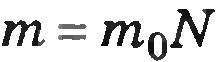 m = m₀N